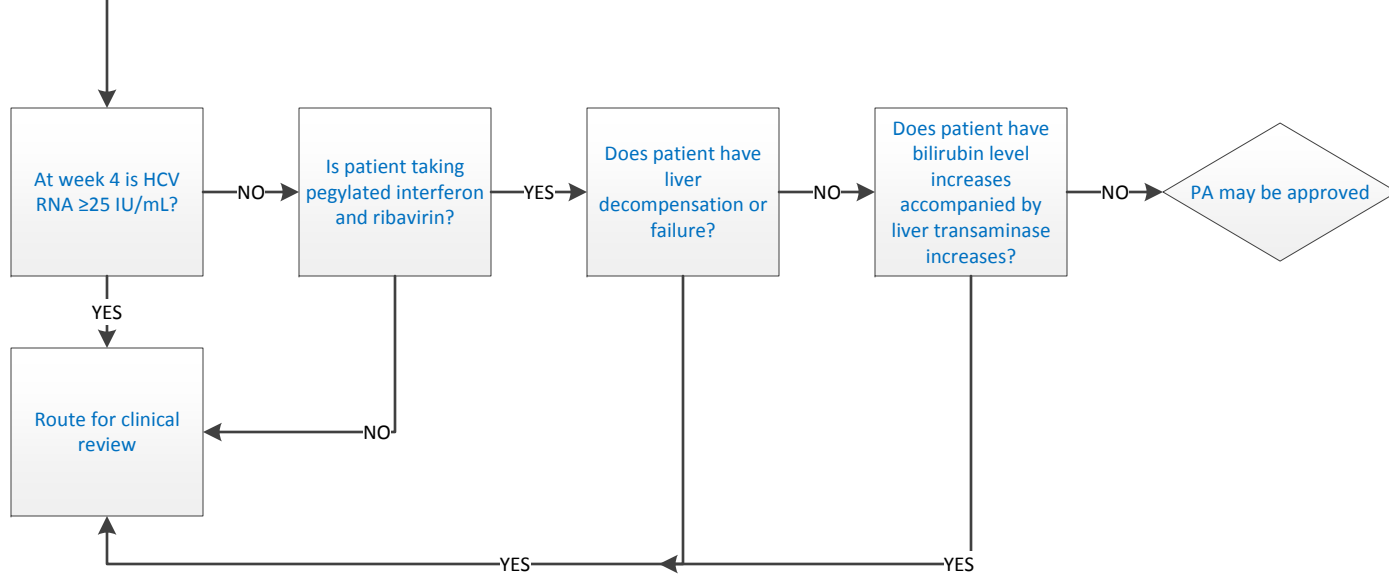 At week 4 is HCV
RNA ≥25 IU/mL?
NO
Is patient taking
pegylated interferon
and ribavirin?
YES
Does patient have
liver
decompensation or
failure?
NO
Does patient have
bilirubin level
increases
accompanied by
liver transaminase
increases?
NO
PA may be approved
YES
Route for clinical
review
NO
YES
YES